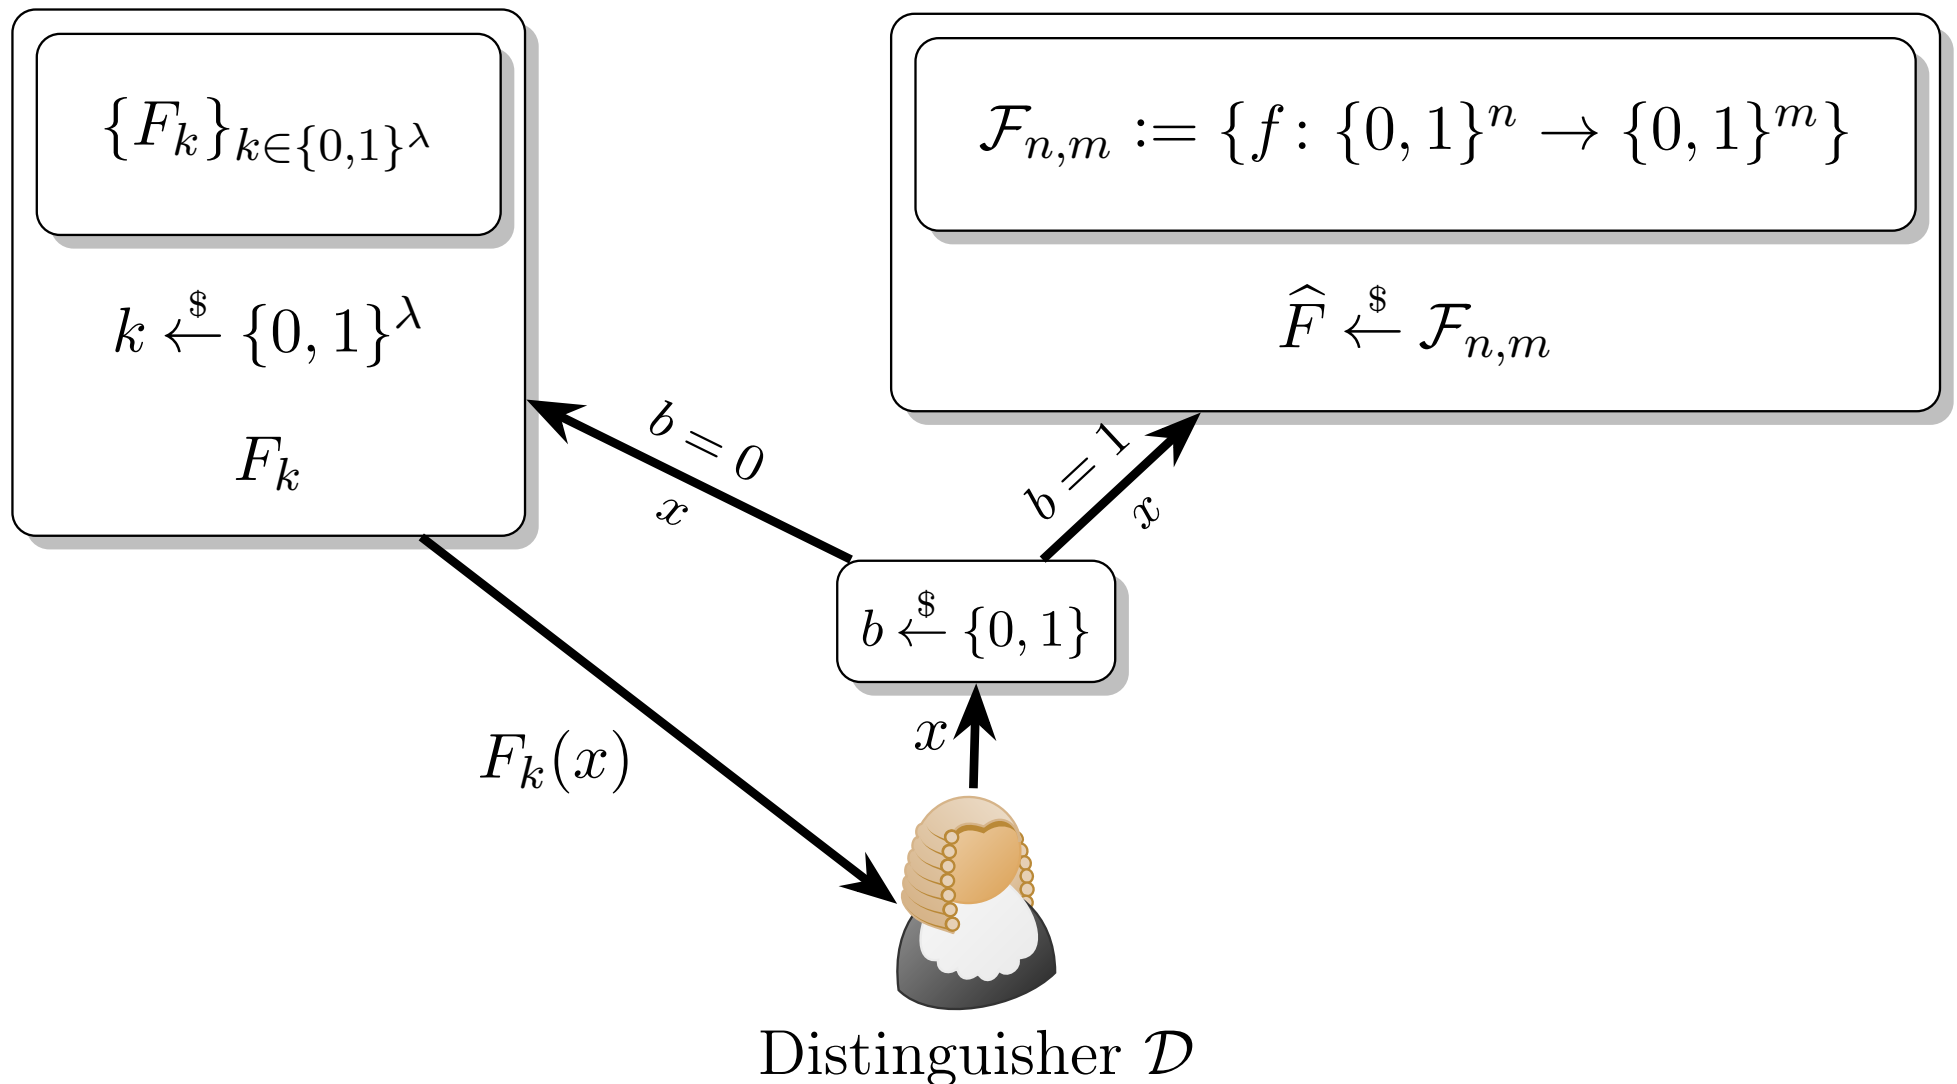 {F_k}_{k∈{0,1}^λ}
k ←$ {0, 1}^λ
F_k
ℱ_{n,m} := {f : {0, 1}^n → {0, 1}^m}
F̂ ←$ ℱ_{n,m}
b = 0
x
b = 1
x
b ←$ {0, 1}
x
F_k(x)
Distinguisher 𝒟